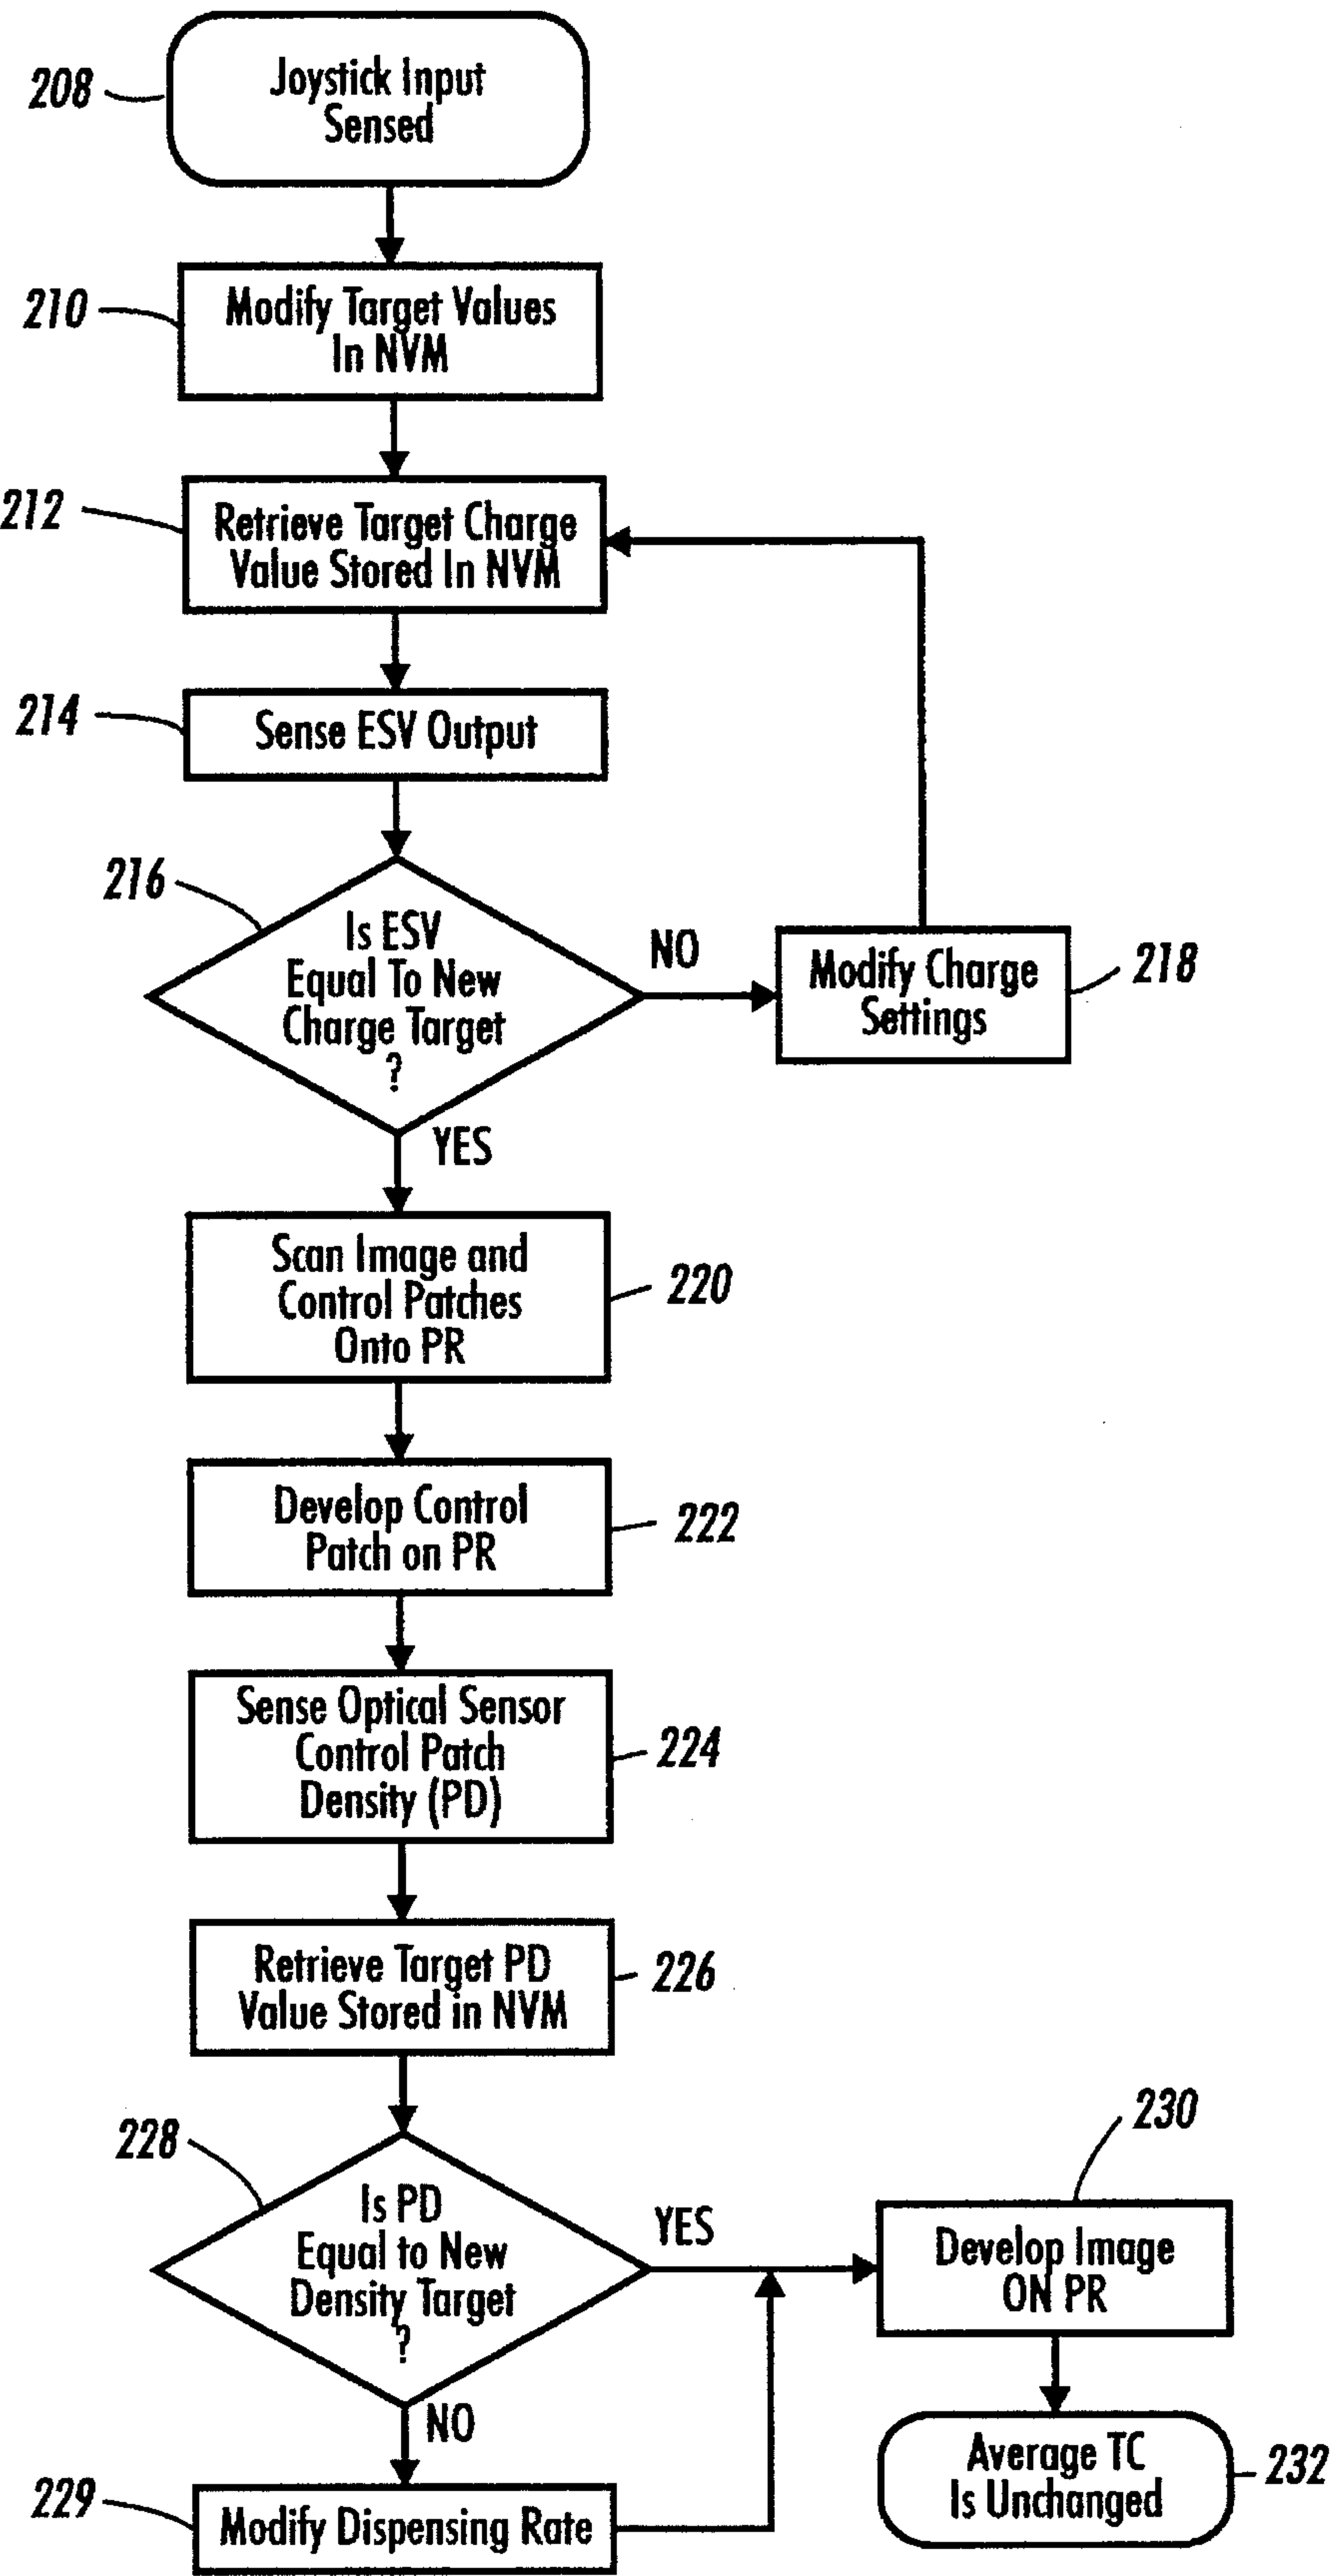 208
Joystick Input
Sensed
210
Modify Target Values
In NVM
212
Retrieve Target Charge
Value Stored In NVM
214
Sense ESV Output
216
Is ESV
Equal To New
Charge Target
?
NO
Modify Charge
Settings
218
YES
Scan Image and
Control Patches
Onto PR
220
Develop Control
Patch on PR
222
Sense Optical Sensor
Control Patch
Density (PD)
224
Retrieve Target PD
Value Stored in NVM
226
228
Is PD
Equal to New
Density Target
?
YES
230
Develop Image
ON PR
NO
229
Modify Dispensing Rate
Average TC
Is Unchanged
232